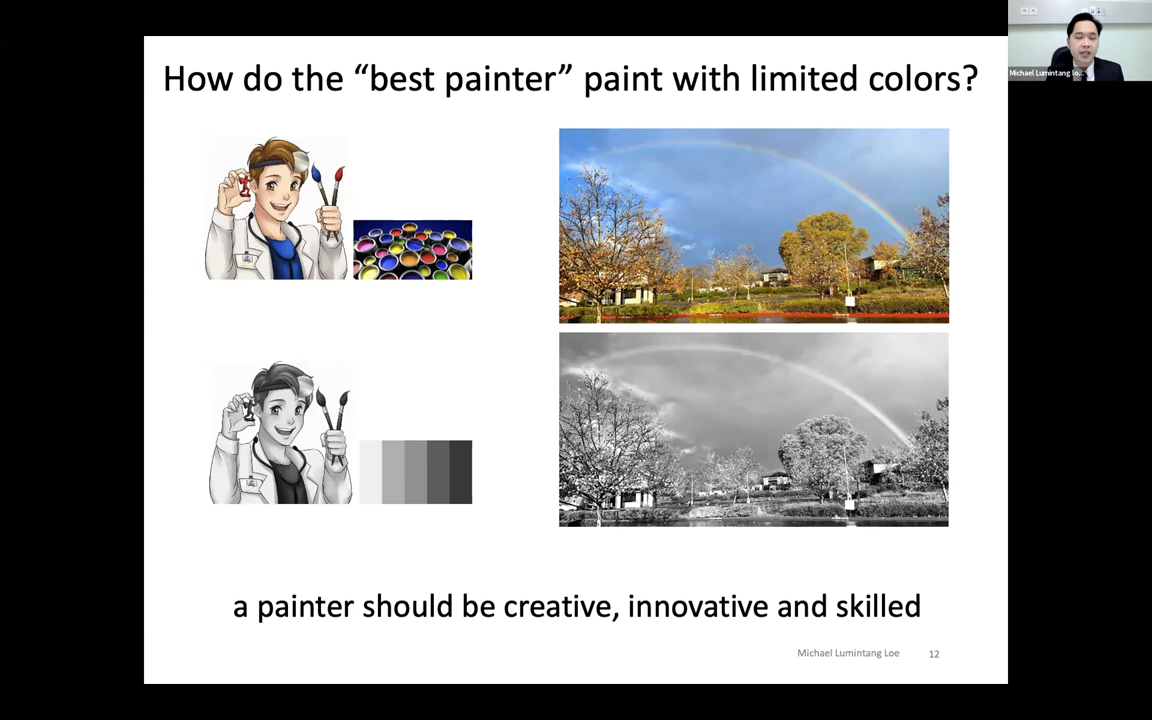 How do the “best painter” paint with limited colors?
Michael Lumintang lo...
a painter should be creative, innovative and skilled
Michael Lumintang Loe
12